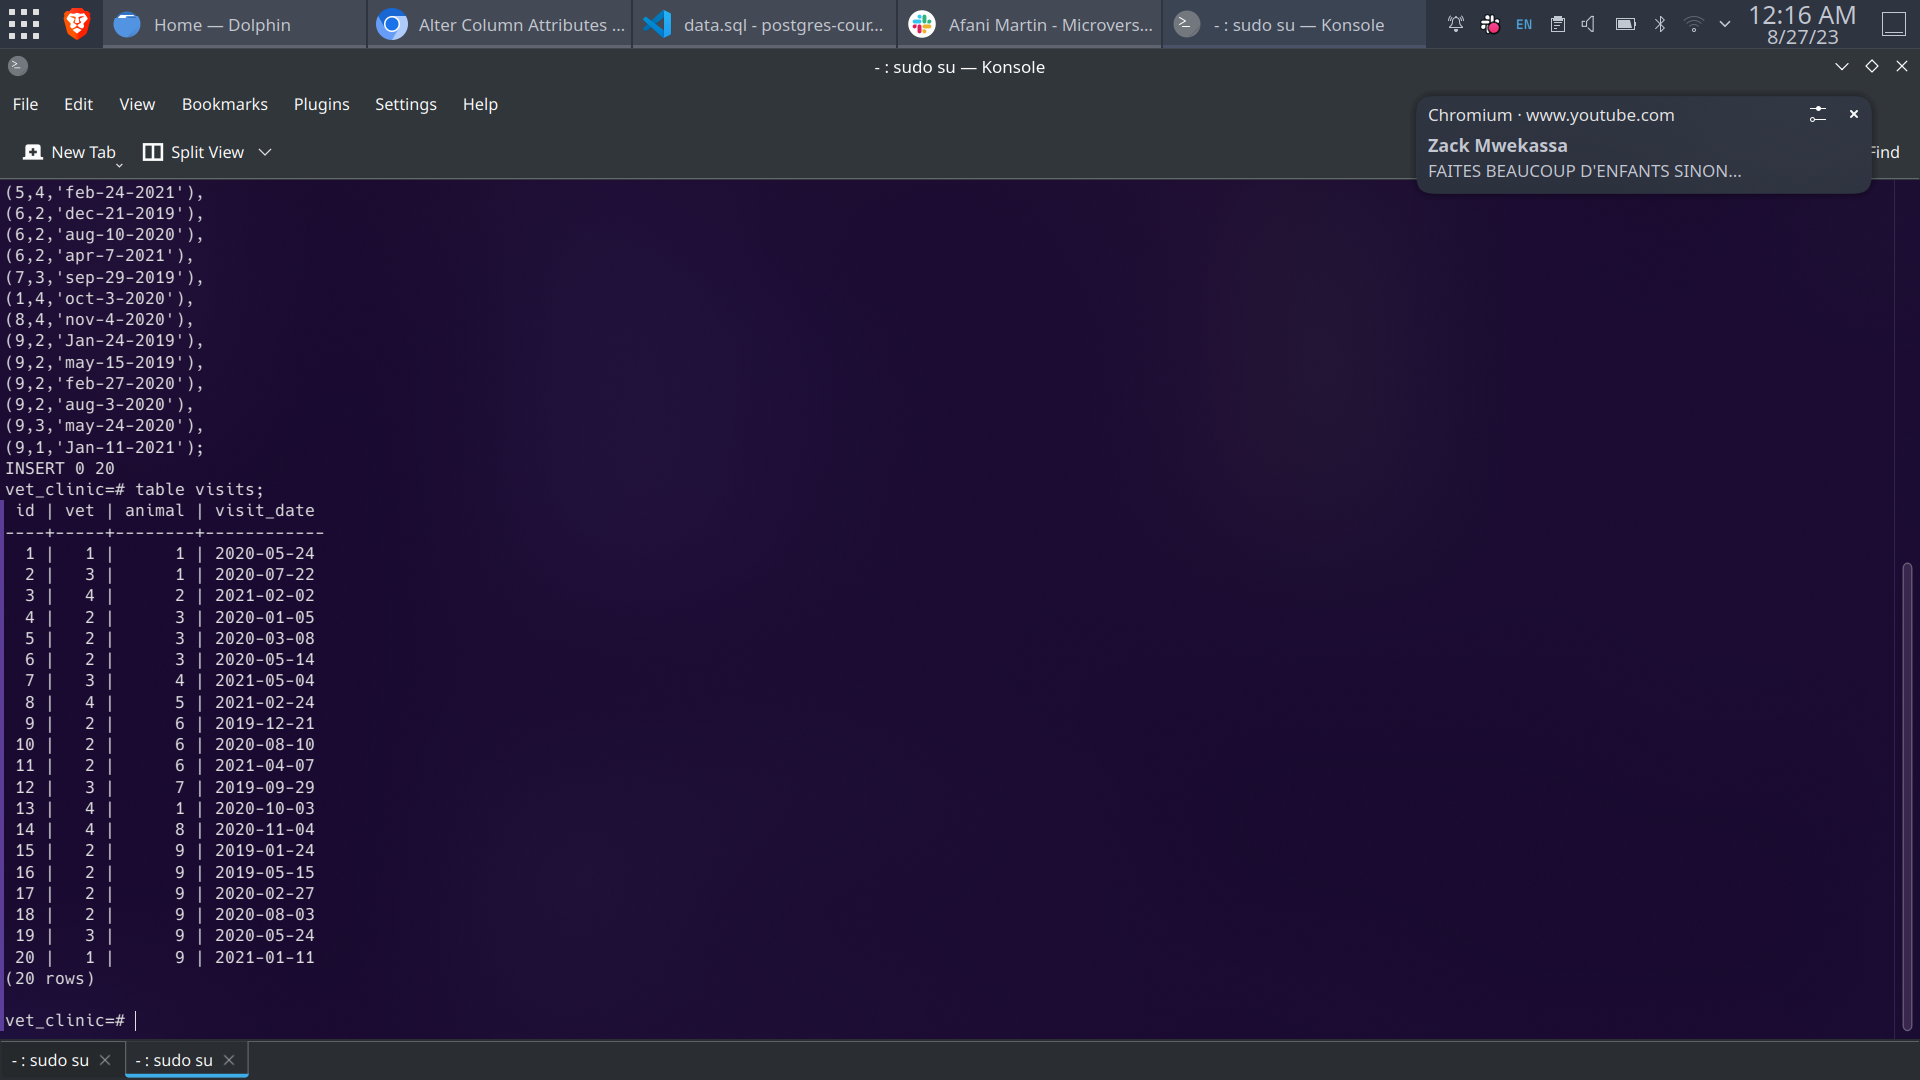 Home — Dolphin
Alter Column Attributes ...
data.sql - postgres-cour...
Afani Martin - Microvers...
- : sudo su — Konsole
EN
12:16 AM
8/27/23
- : sudo su — Konsole
File Edit View Bookmarks Plugins Settings Help
New Tab Split View
Find
Chromium · www.youtube.com
Zack Mwekassa
FAITES BEAUCOUP D'ENFANTS SINON...
(5,4,'feb-24-2021'),
(6,2,'dec-21-2019'),
(6,2,'aug-10-2020'),
(6,2,'apr-7-2021'),
(7,3,'sep-29-2019'),
(1,4,'oct-3-2020'),
(8,4,'nov-4-2020'),
(9,2,'Jan-24-2019'),
(9,2,'may-15-2019'),
(9,2,'feb-27-2020'),
(9,2,'aug-3-2020'),
(9,3,'may-24-2020'),
(9,1,'Jan-11-2021');
INSERT 0 20
vet_clinic=# table visits;
 id | vet | animal | visit_date
----+-----+--------+------------
  1 |   1 |      1 | 2020-05-24
  2 |   3 |      1 | 2020-07-22
  3 |   4 |      2 | 2021-02-02
  4 |   2 |      3 | 2020-01-05
  5 |   2 |      3 | 2020-03-08
  6 |   2 |      3 | 2020-05-14
  7 |   3 |      4 | 2021-05-04
  8 |   4 |      5 | 2021-02-24
  9 |   2 |      6 | 2019-12-21
 10 |   2 |      6 | 2020-08-10
 11 |   2 |      6 | 2021-04-07
 12 |   3 |      7 | 2019-09-29
 13 |   4 |      1 | 2020-10-03
 14 |   4 |      8 | 2020-11-04
 15 |   2 |      9 | 2019-01-24
 16 |   2 |      9 | 2019-05-15
 17 |   2 |      9 | 2020-02-27
 18 |   2 |      9 | 2020-08-03
 19 |   3 |      9 | 2020-05-24
 20 |   1 |      9 | 2021-01-11
(20 rows)
vet_clinic=#
- : sudo su
- : sudo su